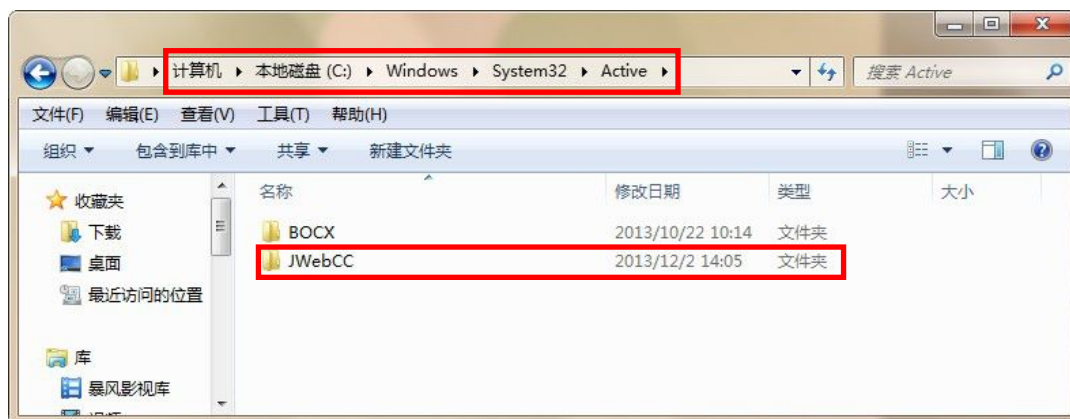 计算机 ▸ 本地磁盘 (C:) ▸ Windows ▸ System32 ▸ Active ▸
搜索 Active
文件(F) 编辑(E) 查看(V) 工具(T) 帮助(H)
组织 包含到库中 共享 新建文件夹
名称 修改日期 类型 大小
BOCX 2013/10/22 10:14 文件夹
JWebCC 2013/12/2 14:05 文件夹
收藏夹
下载
桌面
最近访问的位置
库
暴风影视库